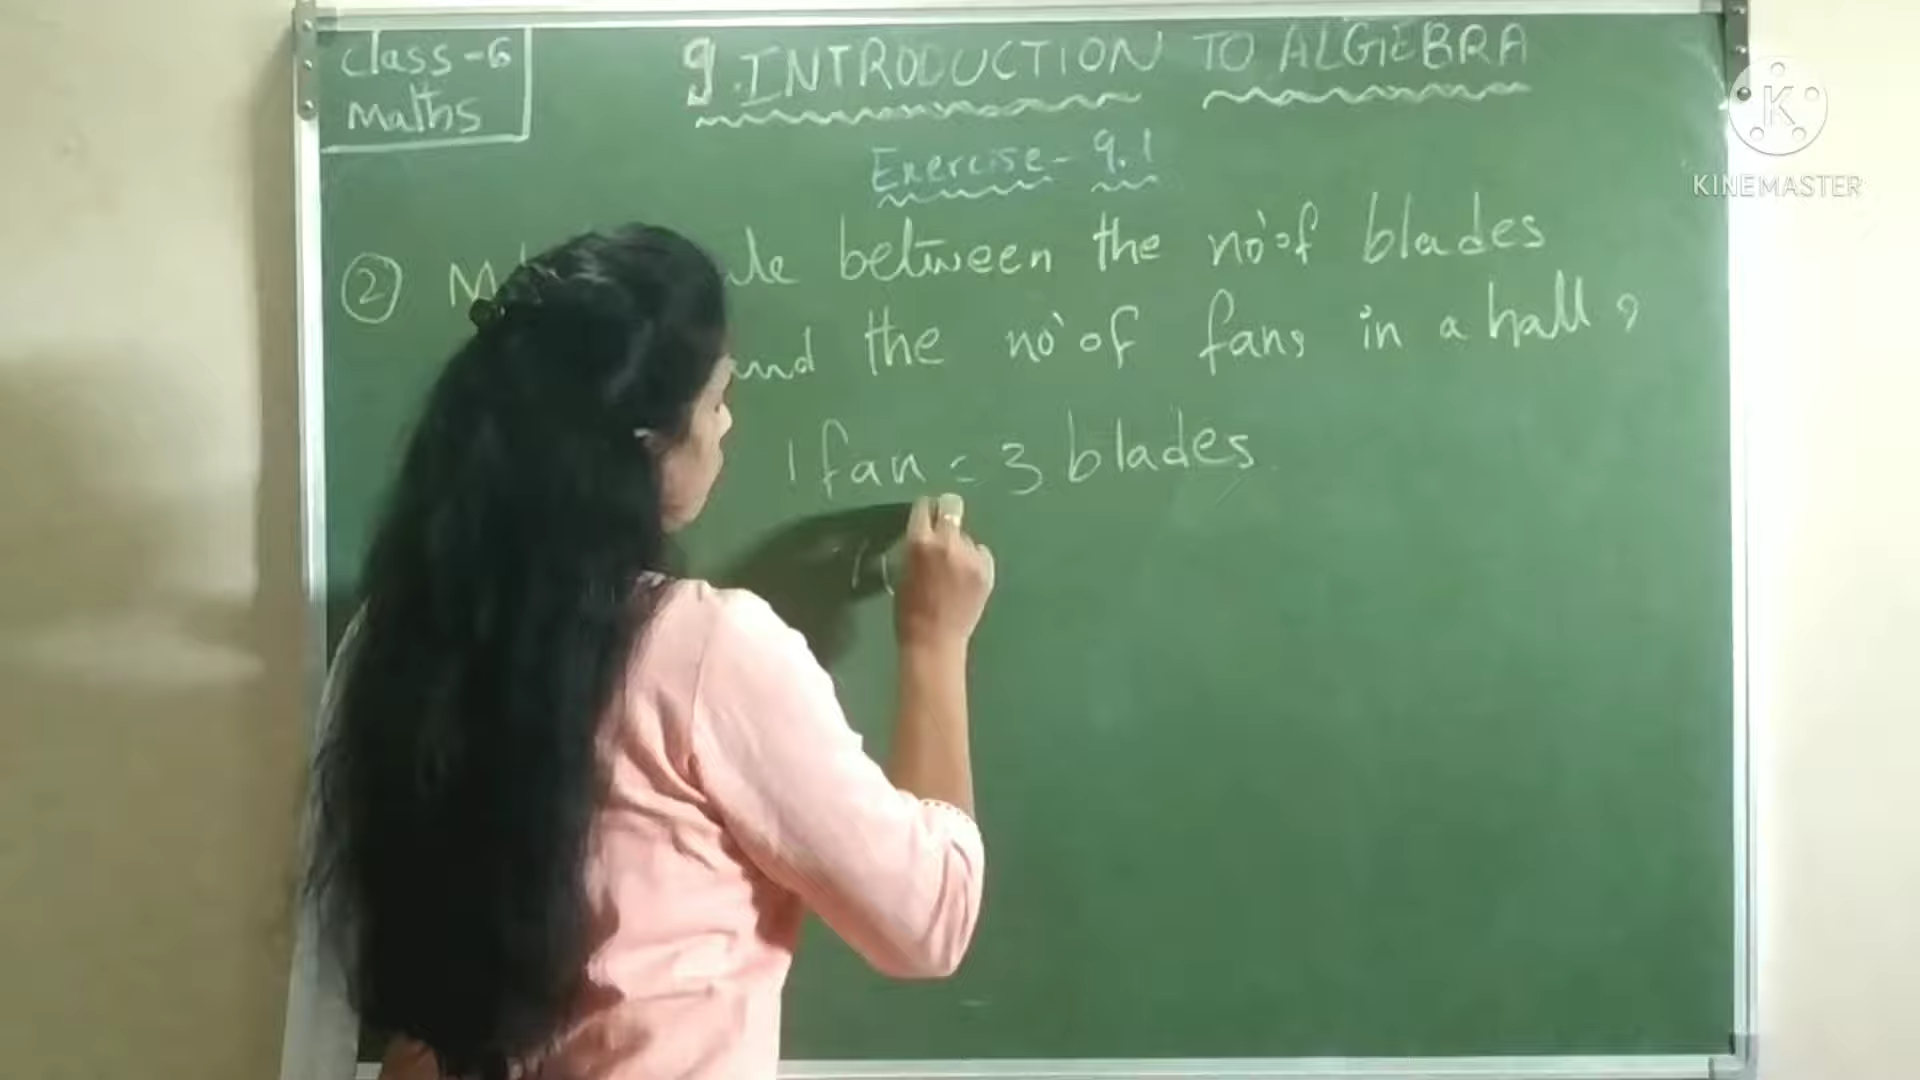 Class-6
Maths
9. INTRODUCTION TO ALGEBRA
Exercise - 9.1
② between the no' of blades
and the no' of fans in a hall ?
1 fan = 3 blades
KINEMASTER